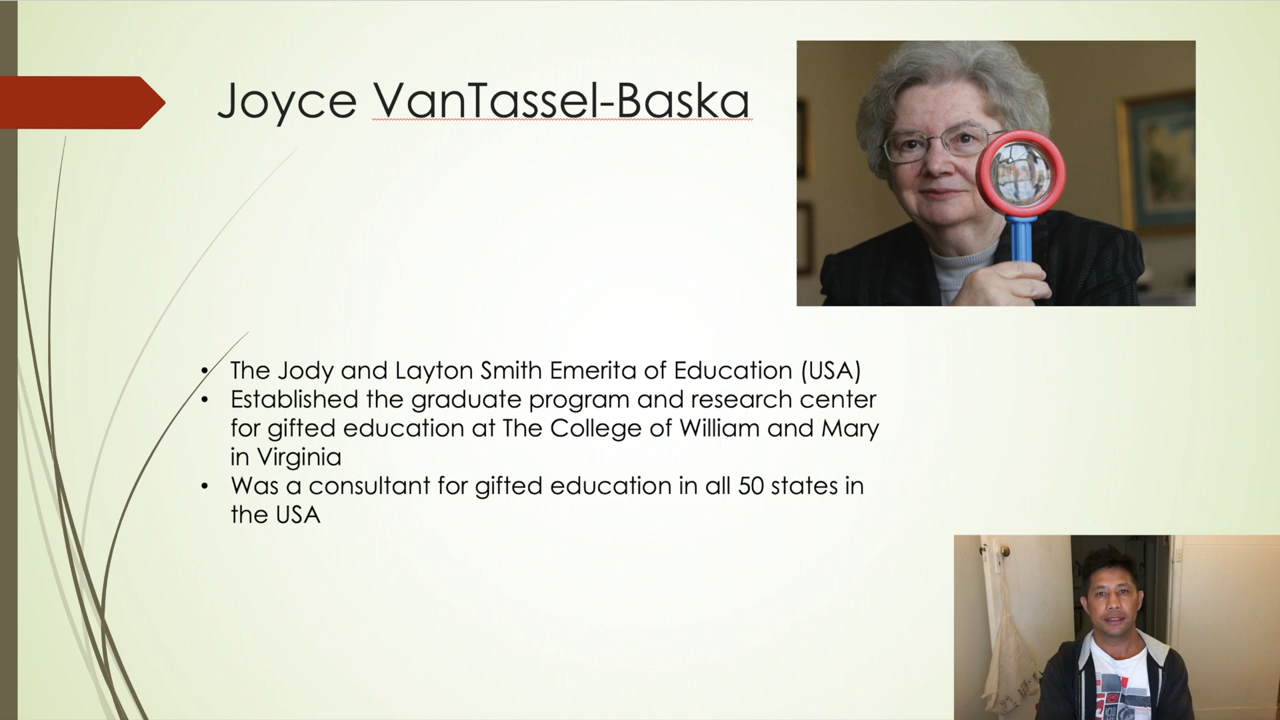 Joyce VanTassel-Baska
• The Jody and Layton Smith Emerita of Education (USA)
• Established the graduate program and research center
for gifted education at The College of William and Mary
in Virginia
• Was a consultant for gifted education in all 50 states in
the USA